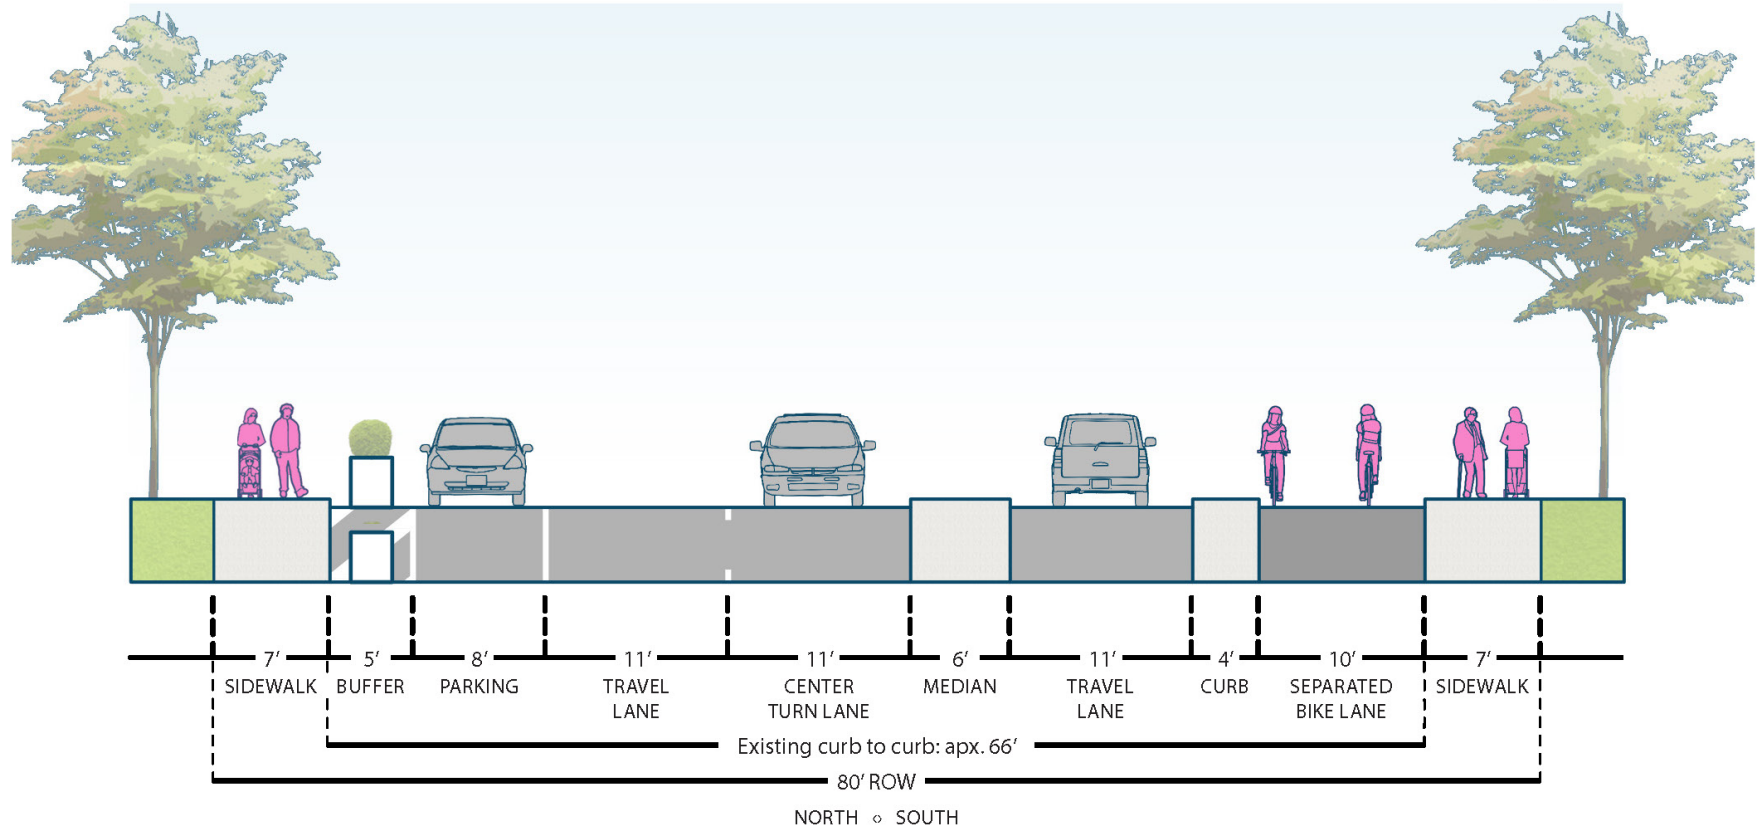 7’ 5’ 8’ 11’ 11’ 6’ 11’ 4’ 10’ 7’
SIDEWALK BUFFER PARKING TRAVEL CENTER MEDIAN TRAVEL CURB SEPARATED SIDEWALK
LANE TURN LANE LANE BIKE LANE
Existing curb to curb: apx. 66’
80’ ROW
NORTH ‹› SOUTH